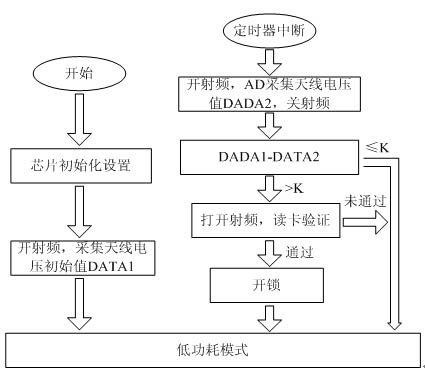 开始
芯片初始化设置
开射频，采集天线电
压初始值DATA1
定时器中断
开射频，AD采集天线电压
值DADA2，关射频
DADA1-DATA2
≤K
>K
打开射频，读卡验证
未通过
通过
开锁
低功耗模式